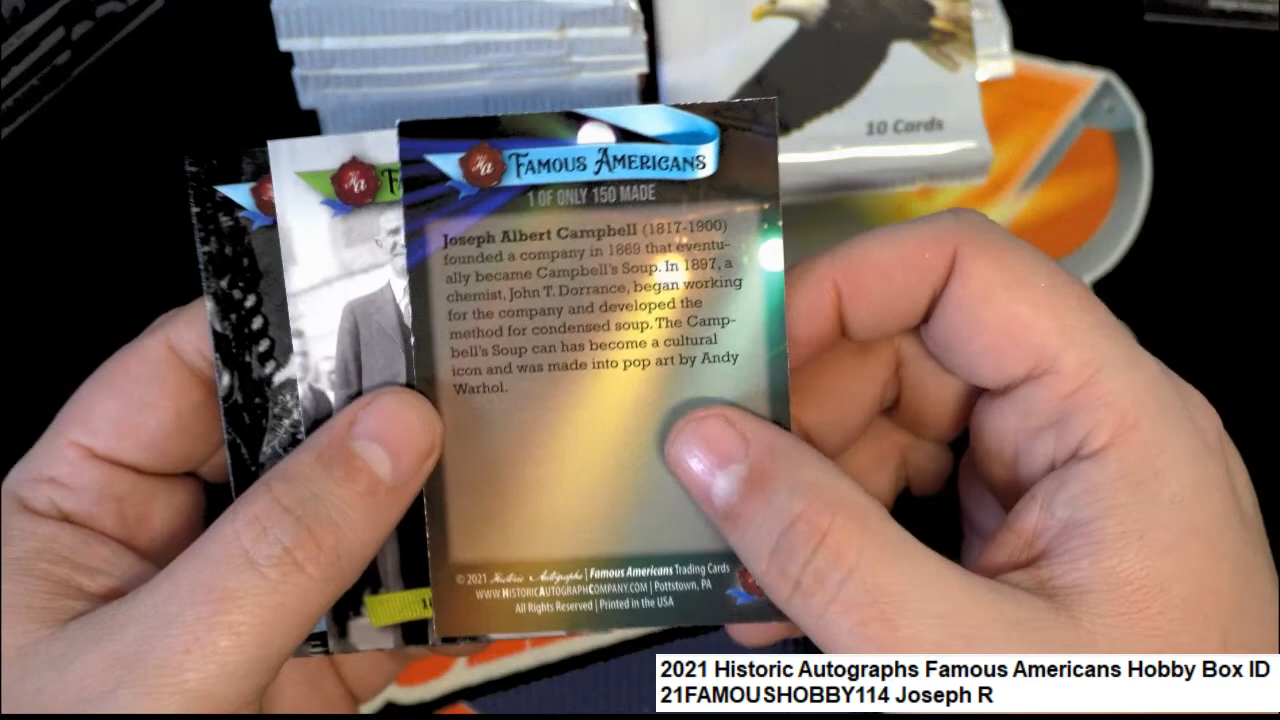 10 Cards
Ha
Ha
FAMOUS AMERICANS
1 OF ONLY 150 MADE
Joseph Albert Campbell (1817-1900)
founded a company in 1869 that eventu-
ally became Campbell's Soup. In 1897, a
chemist, John T. Dorrance, began working
for the company and developed the
method for condensed soup. The Camp-
bell's Soup can has become a cultural
icon and was made into pop art by Andy
Warhol.
© 2021 Historic Autographs | Famous Americans Trading Cards
WWW.HISTORICAUTOGRAPHCOMPANY.COM | Pottstown, PA
All Rights Reserved | Printed in the USA
2021 Historic Autographs Famous Americans Hobby Box ID
21FAMOUSHOBBY114 Joseph R